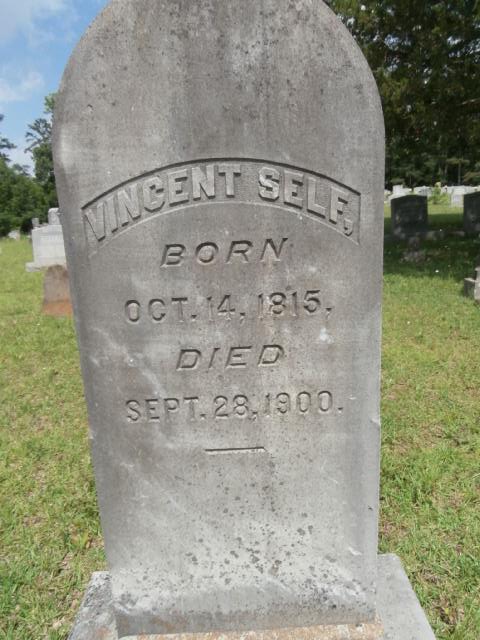 VINCENT SELF,
BORN
OCT. 14, 1815,
DIED
SEPT. 28, 1900.